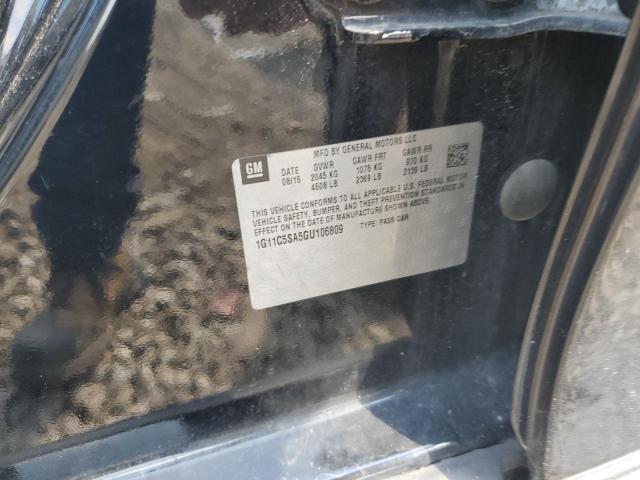 MFD BY GENERAL MOTORS LLC
GM
DATE GVWR GAWR FRT GAWR RR
08/15 2045 KG 1075 KG 970 KG
4508 LB 2369 LB 2139 LB
THIS VEHICLE CONFORMS TO ALL APPLICABLE U.S. FEDERAL MOTOR
VEHICLE SAFETY, BUMPER, AND THEFT PREVENTION STANDARDS IN
EFFECT ON THE DATE OF MANUFACTURE SHOWN ABOVE.
1G11C5SA5GU106809 TYPE: PASS CAR